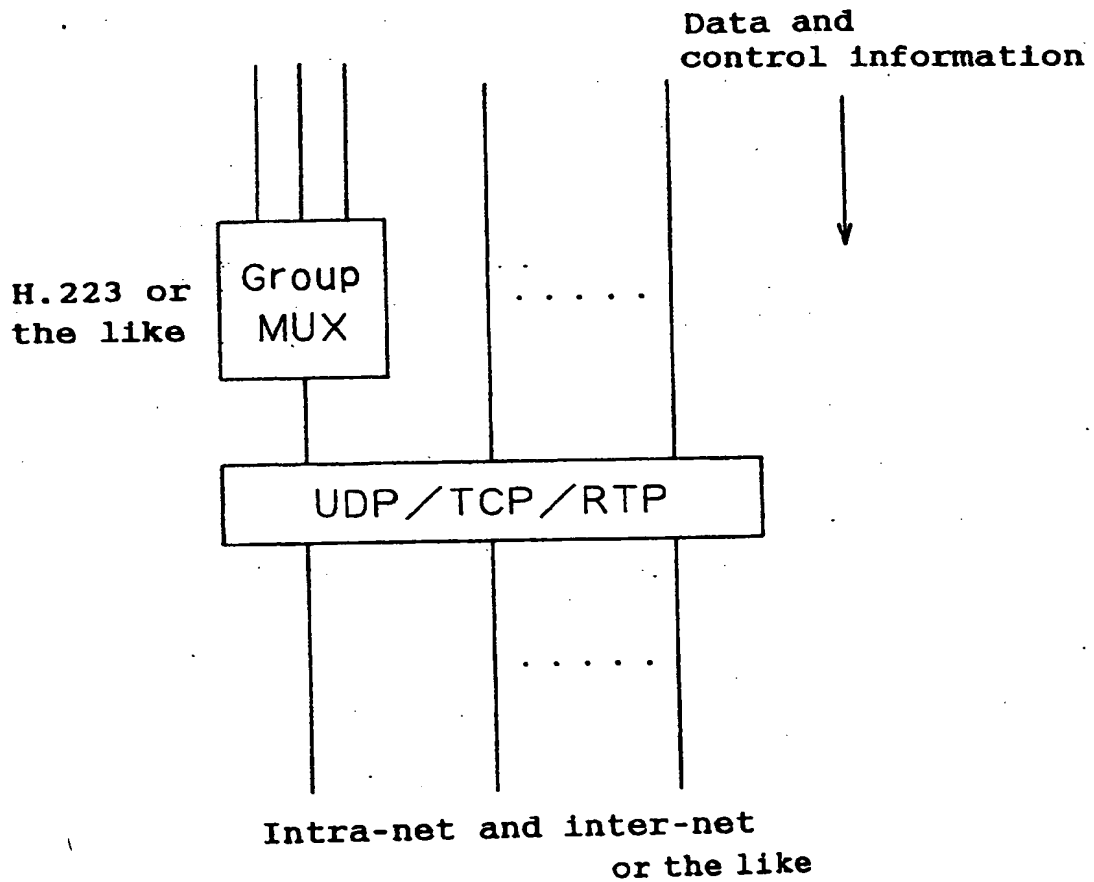 Data and
control information
H.223 or
the like
Group
MUX
UDP/TCP/RTP
Intra-net and inter-net
or the like